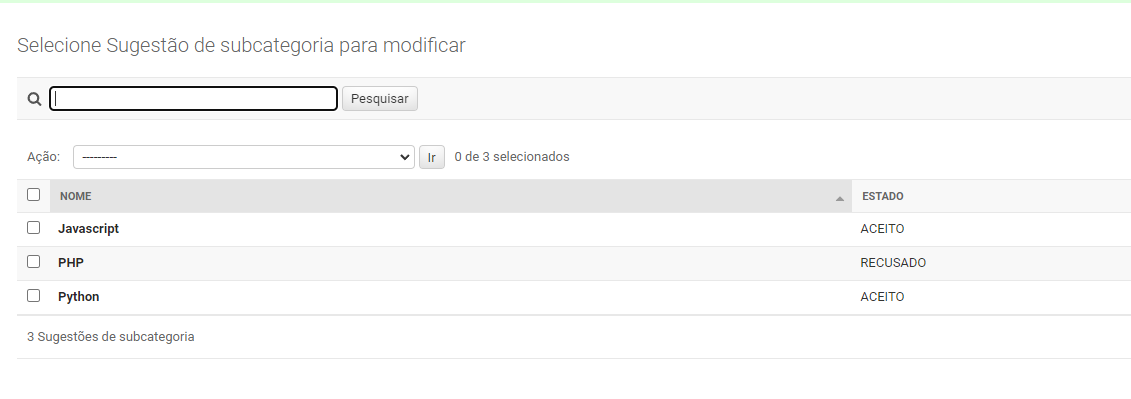 Selecione Sugestão de subcategoria para modificar
Pesquisar
Ação: --------- Ir 0 de 3 selecionados
NOME ESTADO
Javascript ACEITO
PHP RECUSADO
Python ACEITO
3 Sugestões de subcategoria